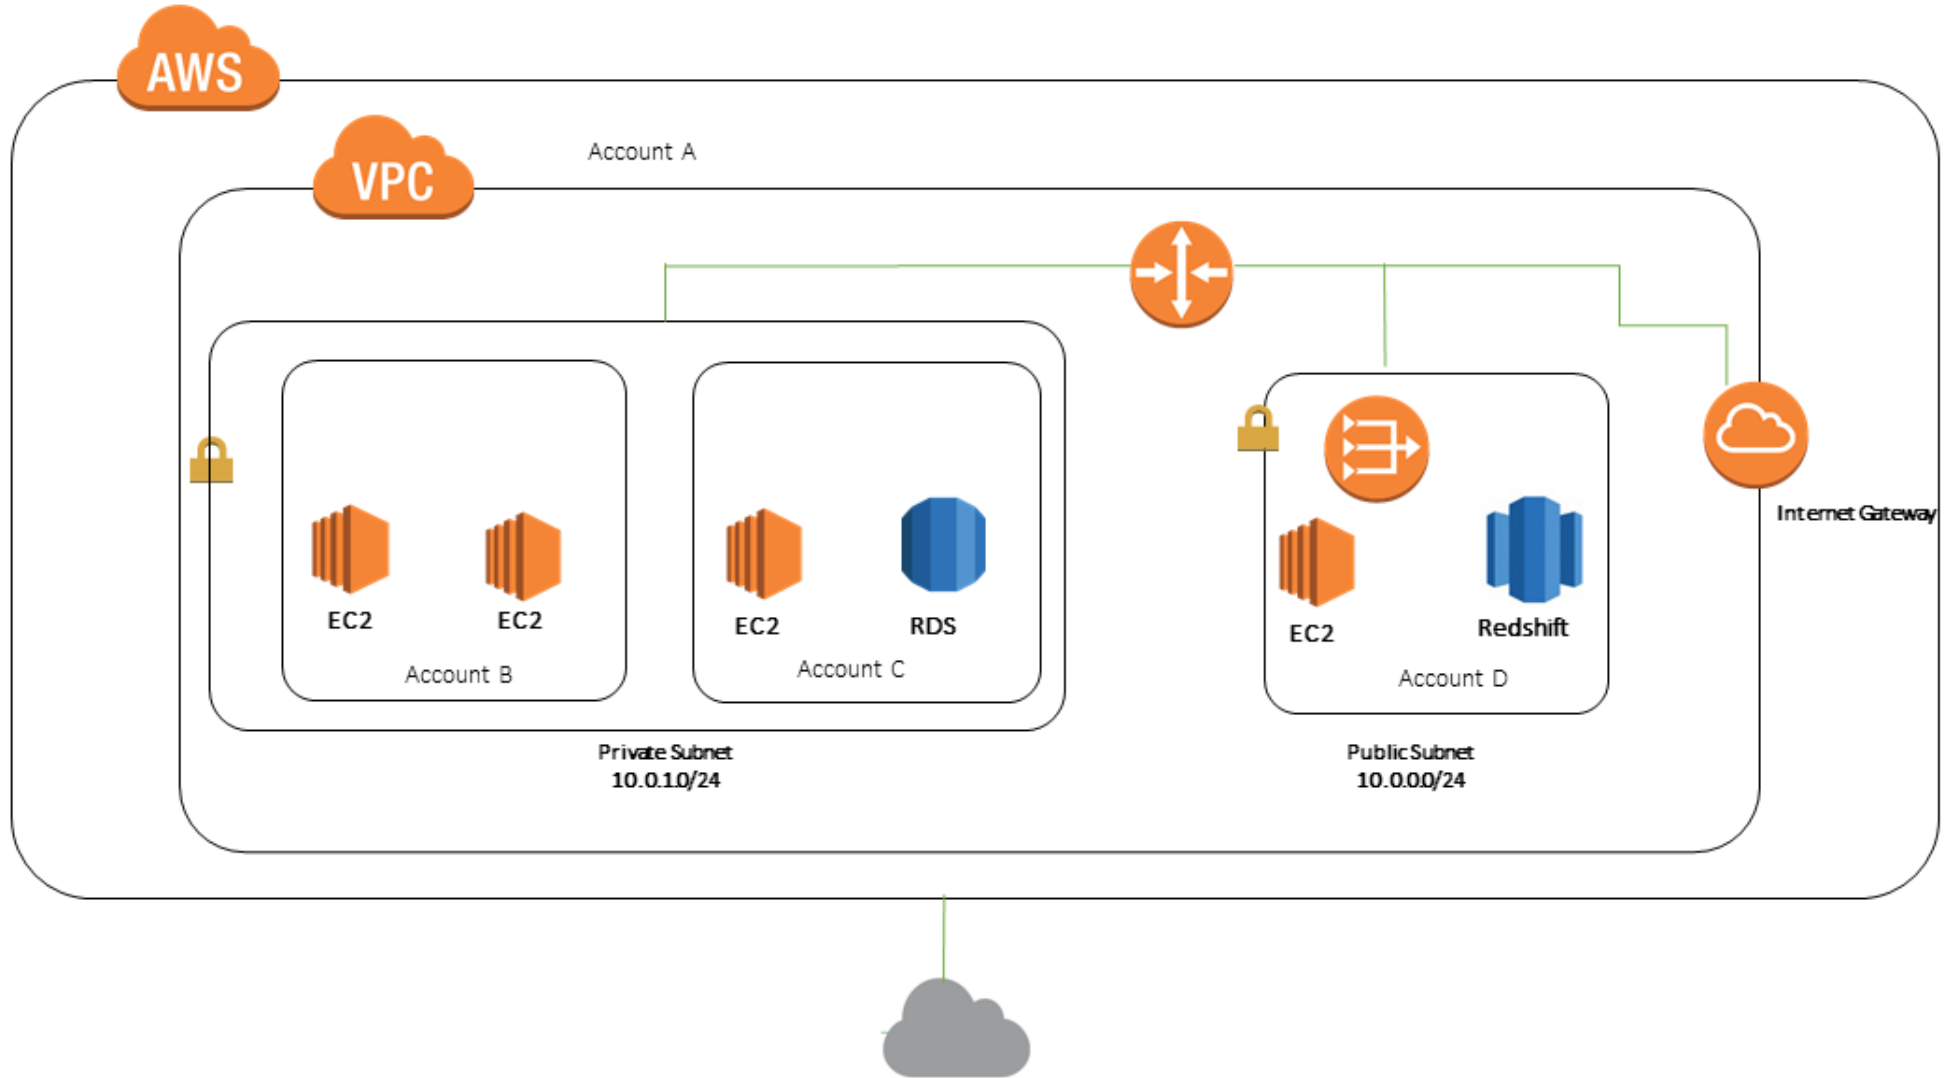 AWS
VPC
Account A
Internet Gateway
EC2
EC2
Account B
EC2
RDS
Account C
EC2
Redshift
Account D
Private Subnet
10.0.1.0/24
Public Subnet
10.0.0.0/24